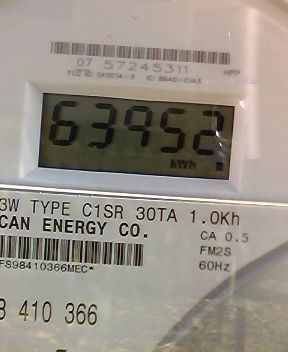 07 57245311
63952
kWh
3W TYPE C1SR 30TA 1.0Kh
CAN ENERGY CO.
CA 0.5
FM2S
60Hz
FS98410366MEC*
8 410 366